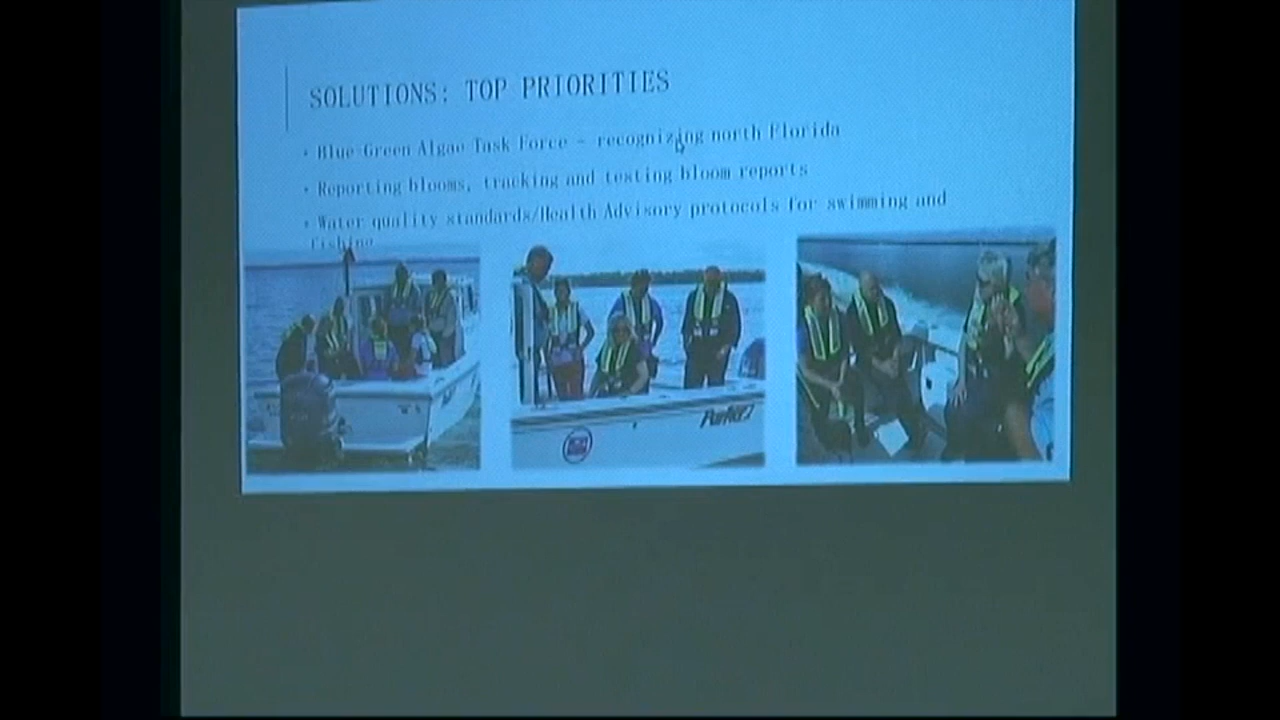 SOLUTIONS: TOP PRIORITIES
• Blue Green Algae Task Force - recognizing north Florida
• Reporting blooms, tracking and testing bloom reports
• Water quality standards/Health Advisory protocols for swimming and
fishing
Parker